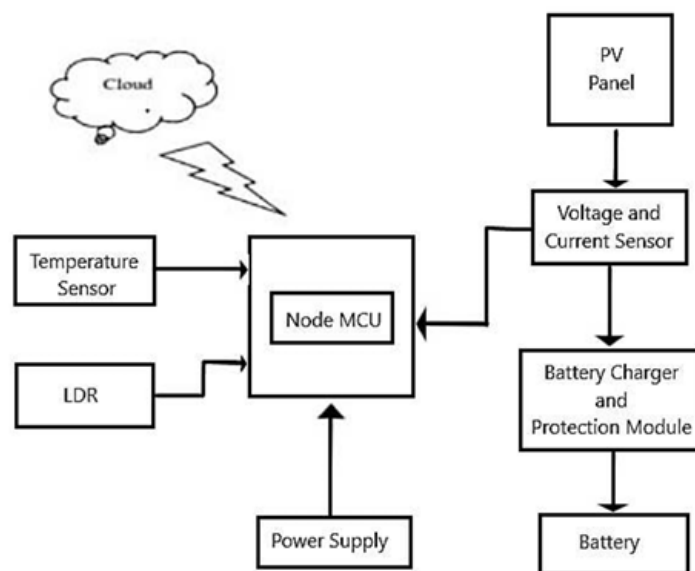 PV
Panel
Cloud
Voltage and
Current Sensor
Temperature
Sensor
Node MCU
LDR
Battery Charger
and
Protection Module
Power Supply
Battery